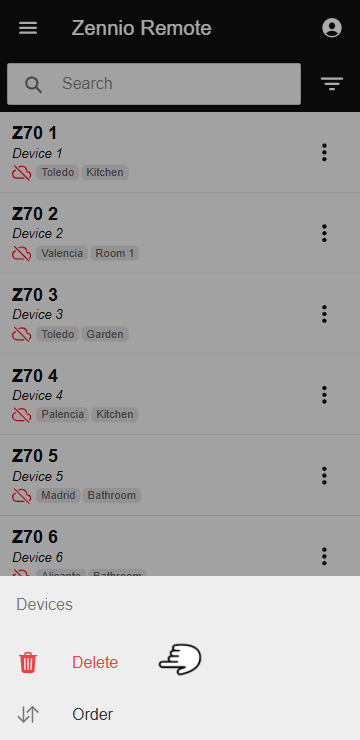 Zennio Remote
Search
Z70 1
Device 1
Toledo Kitchen
Z70 2
Device 2
Valencia Room 1
Z70 3
Device 3
Toledo Garden
Z70 4
Device 4
Palencia Kitchen
Z70 5
Device 5
Madrid Bathroom
Z70 6
Device 6
Alicante Bathroom
Devices
Delete
Order